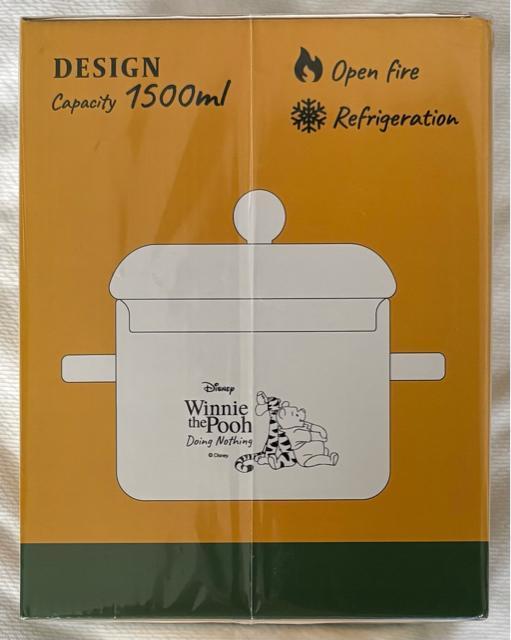 DESIGN
Capacity 1500ml
Open fire
Refrigeration
Disney
Winnie
the Pooh
Doing Nothing
© Disney